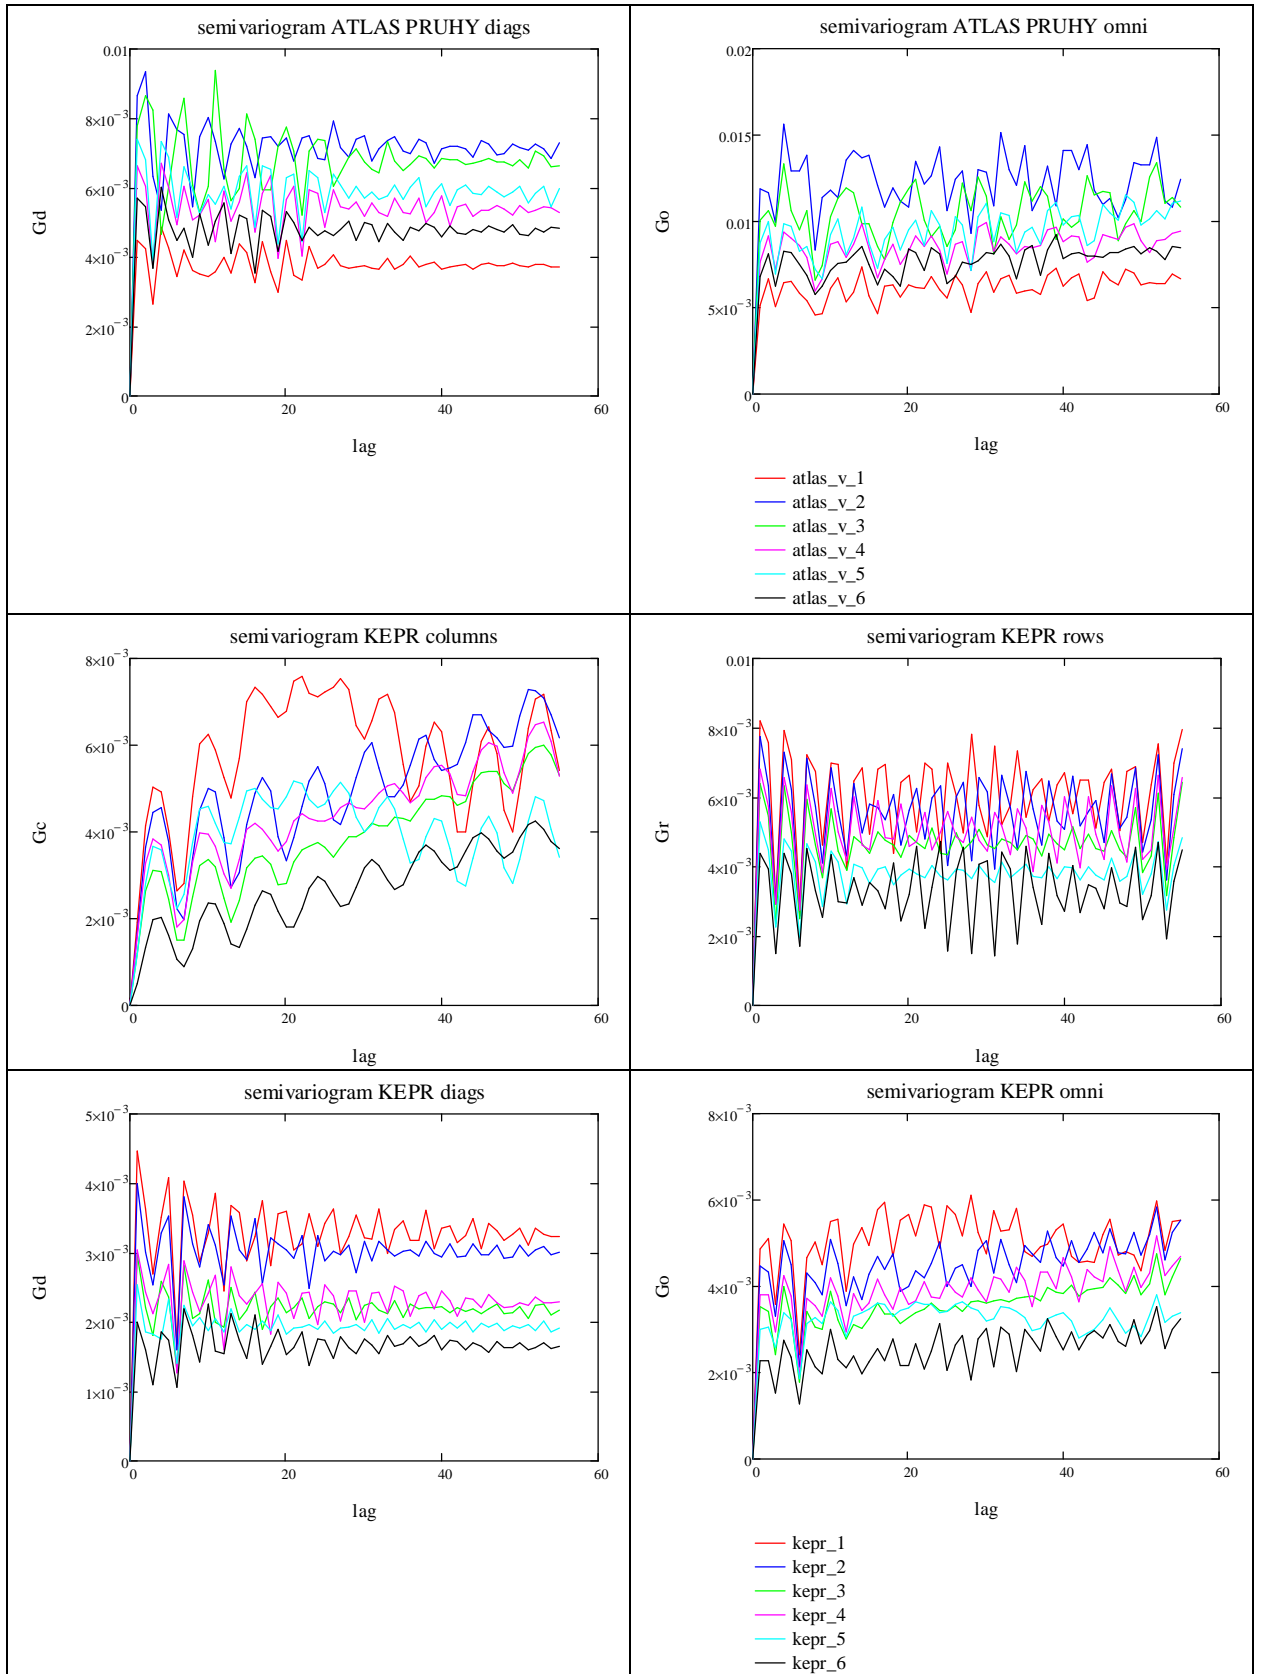 semivariogram ATLAS PRUHY diags
0.01
8×10⁻³
6×10⁻³
4×10⁻³
2×10⁻³
0
0 20 40 60
Gd
lag
semivariogram ATLAS PRUHY omni
0.02
0.015
0.01
5×10⁻³
0
0 20 40 60
Go
lag
atlas_v_1
atlas_v_2
atlas_v_3
atlas_v_4
atlas_v_5
atlas_v_6
semivariogram KEPR columns
8×10⁻³
6×10⁻³
4×10⁻³
2×10⁻³
0
0 20 40 60
Gc
lag
semivariogram KEPR rows
0.01
8×10⁻³
6×10⁻³
4×10⁻³
2×10⁻³
0
0 20 40 60
Gr
lag
semivariogram KEPR diags
5×10⁻³
4×10⁻³
3×10⁻³
2×10⁻³
1×10⁻³
0
0 20 40 60
Gd
lag
semivariogram KEPR omni
8×10⁻³
6×10⁻³
4×10⁻³
2×10⁻³
0
0 20 40 60
Go
lag
kepr_1
kepr_2
kepr_3
kepr_4
kepr_5
kepr_6